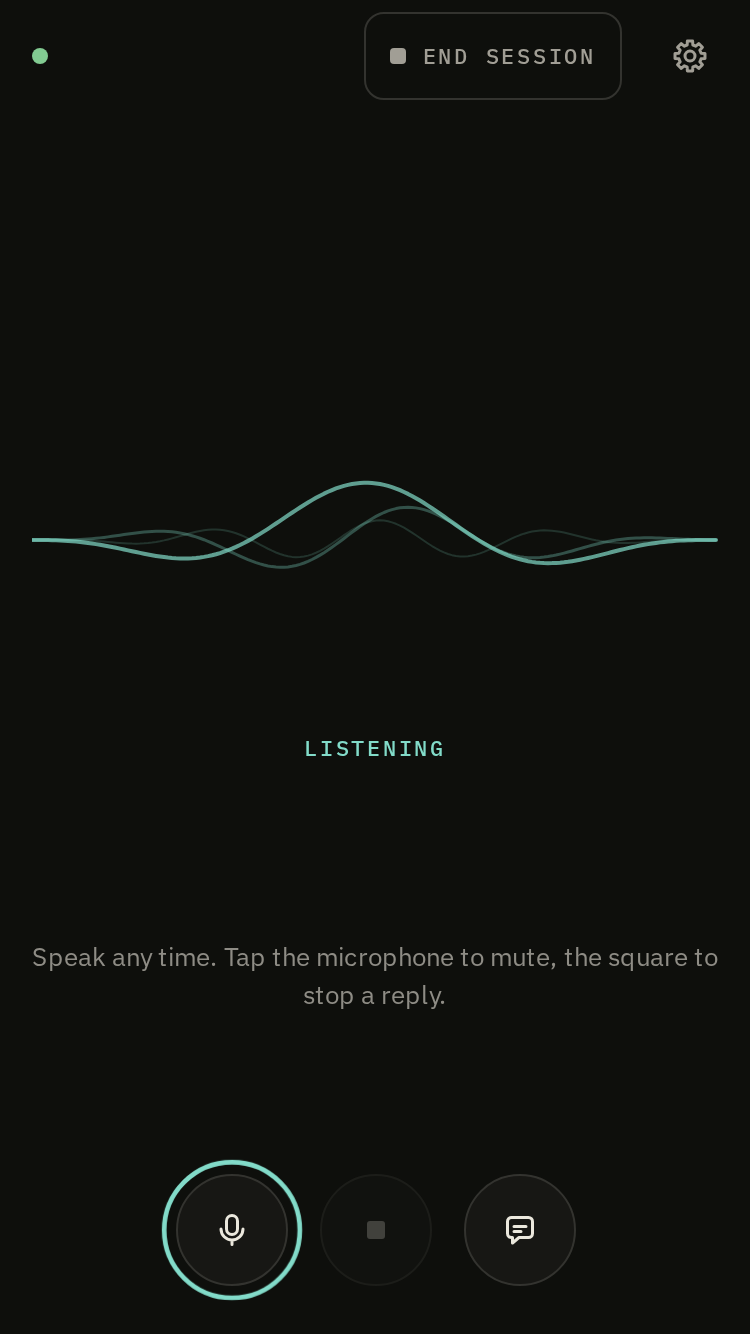 END SESSION
LISTENING
Speak any time. Tap the microphone to mute, the square to
stop a reply.